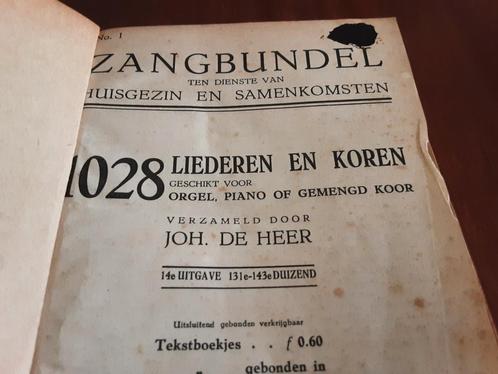 No. 1
ZANGBUNDEL
TEN DIENSTE VAN
HUISGEZIN EN SAMENKOMSTEN
1028 LIEDEREN EN KOREN
GESCHIKT VOOR
ORGEL, PIANO OF GEMENGD KOOR
VERZAMELD DOOR
JOH. DE HEER
14e UITGAVE 131e-143e DUIZEND
Uitsluitend gebonden verkrijgbaar
Tekstboekjes . . ƒ 0.60
„ gebonden in